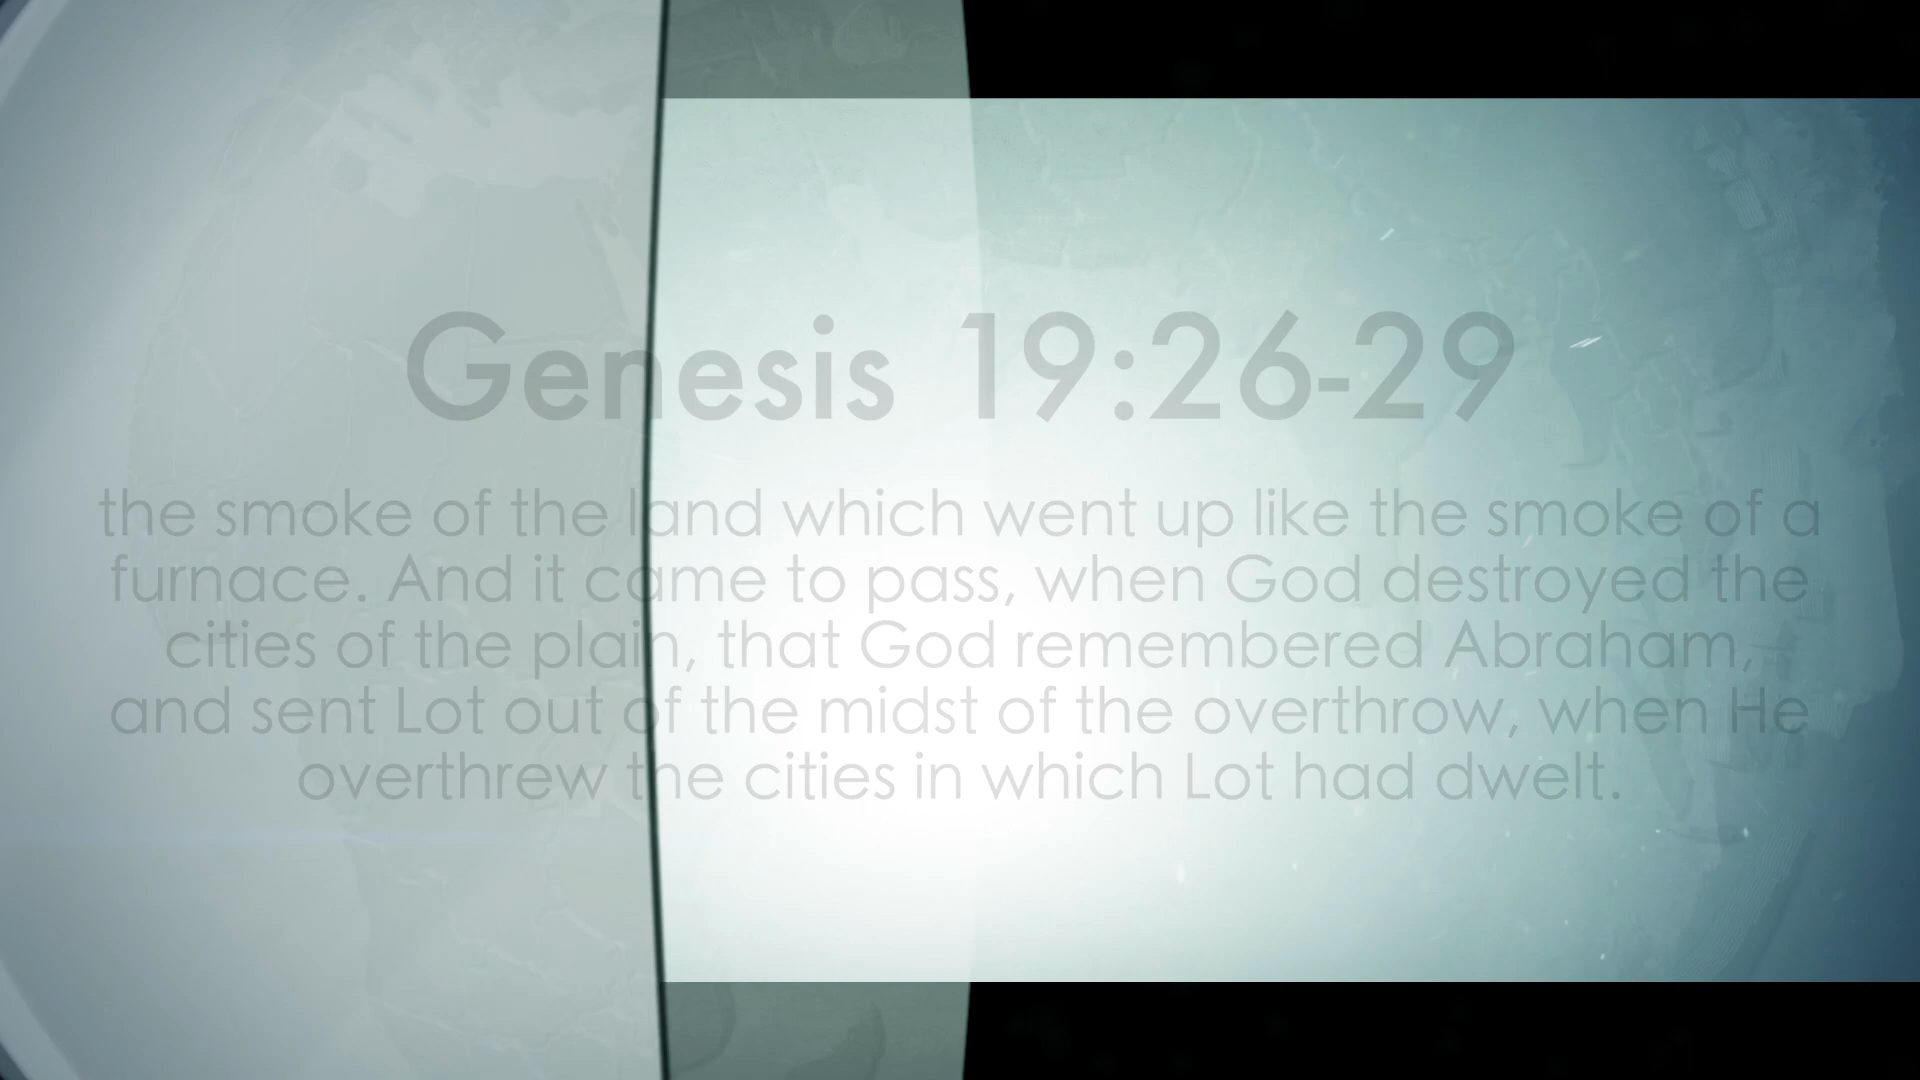 Genesis 19:26-29
the smoke of the land which went up like the smoke of a
furnace. And it came to pass, when God destroyed the
cities of the plain, that God remembered Abraham,
and sent Lot out of the midst of the overthrow, when He
overthrew the cities in which Lot had dwelt.